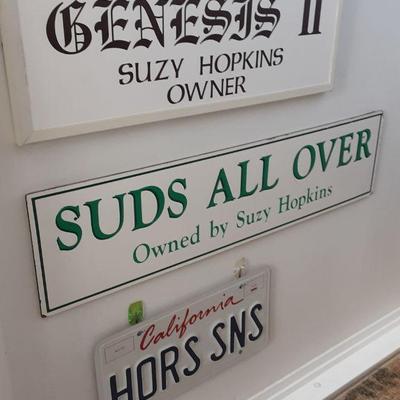 GENESIS II
SUZY HOPKINS
OWNER
SUDS ALL OVER
Owned by Suzy Hopkins
California
HORS SNS